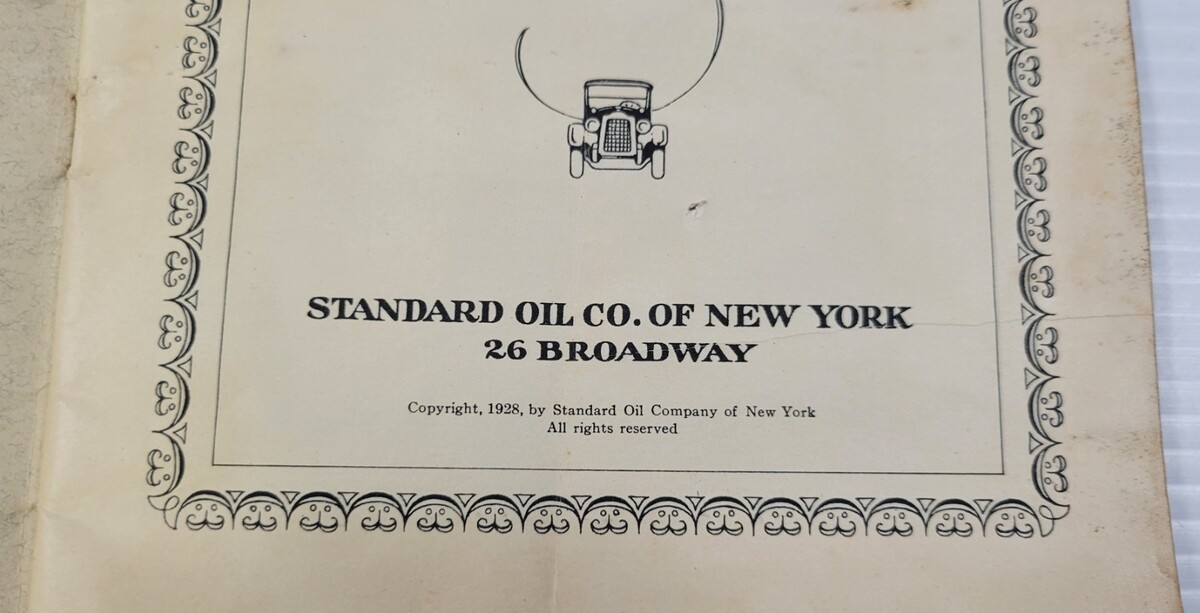 STANDARD OIL CO. OF NEW YORK
26 BROADWAY
Copyright, 1928, by Standard Oil Company of New York
All rights reserved